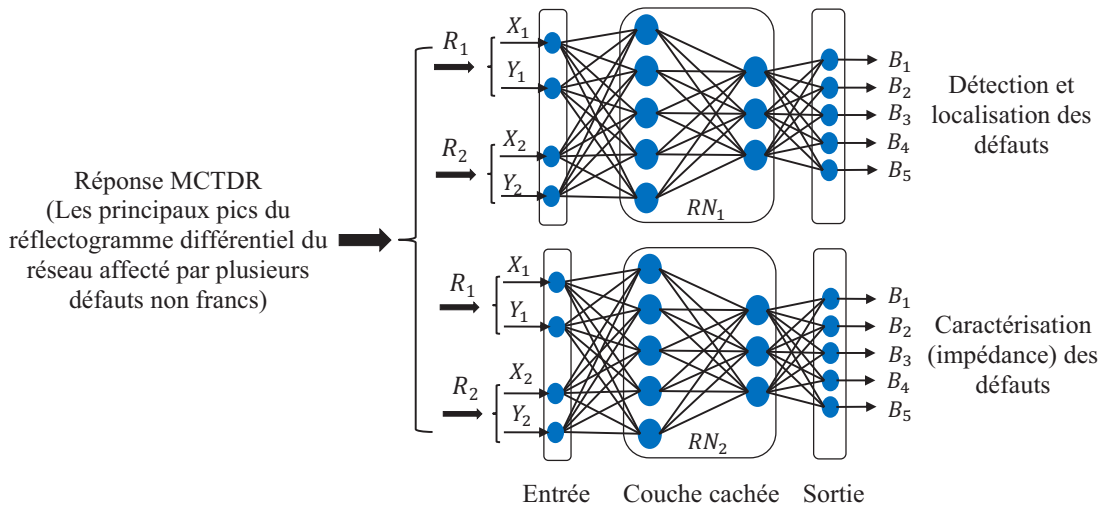 Réponse MCTDR
(Les principaux pics du
réflectogramme différentiel du
réseau affecté par plusieurs
défauts non francs)
R₁
X₁
Y₁
R₂
X₂
Y₂
RN₁
B₁
B₂
B₃
B₄
B₅
Détection et
localisation des
défauts
R₁
X₁
Y₁
R₂
X₂
Y₂
RN₂
B₁
B₂
B₃
B₄
B₅
Caractérisation
(impédance) des
défauts
Entrée
Couche cachée
Sortie